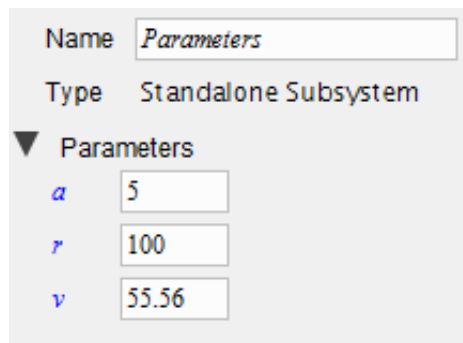 Name Parameters
Type Standalone Subsystem
Parameters
a 5
r 100
v 55.56